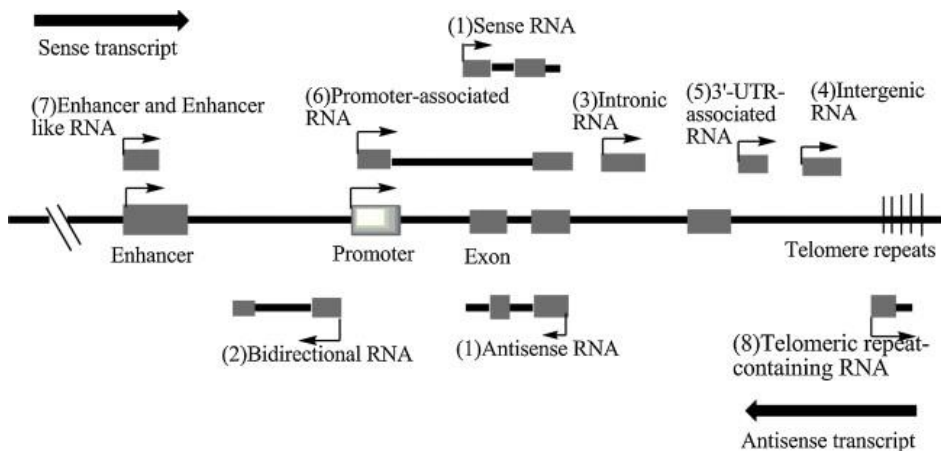 Sense transcript
(1)Sense RNA
(7)Enhancer and Enhancer
like RNA
(6)Promoter-associated
RNA
(3)Intronic
RNA
(5)3'-UTR-
associated
RNA
(4)Intergenic
RNA
Enhancer
Promoter
Exon
Telomere repeats
(2)Bidirectional RNA
(1)Antisense RNA
(8)Telomeric repeat-
containing RNA
Antisense transcript